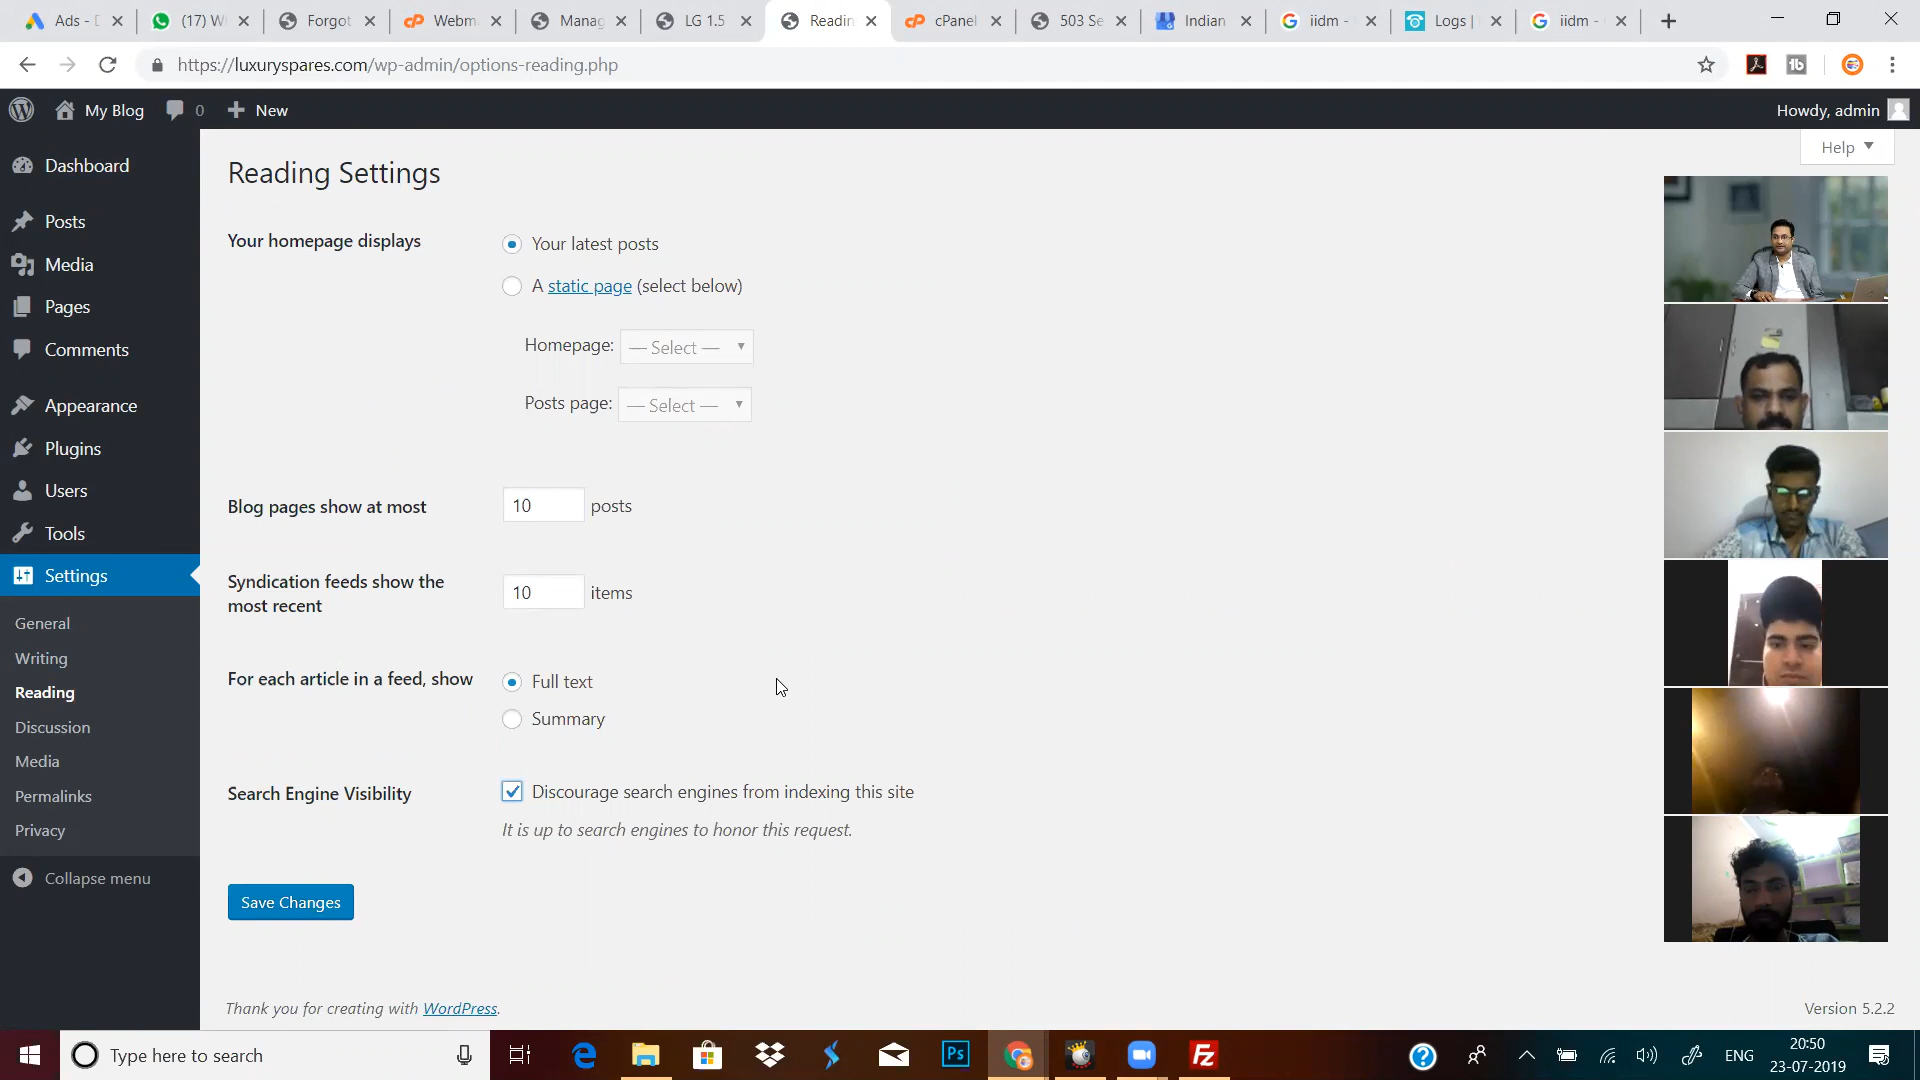 Ads - D
(17) W
Forgot
Webm
Manag
LG 1.5
Readin
cPanel
503 Se
Indian
iidm -
Logs |
iidm -
https://luxuryspares.com/wp-admin/options-reading.php
My Blog
0
New
Howdy, admin
Help
Dashboard
Posts
Media
Pages
Comments
Appearance
Plugins
Users
Tools
Settings
General
Writing
Reading
Discussion
Media
Permalinks
Privacy
Collapse menu
Reading Settings
Your homepage displays
Your latest posts
A static page (select below)
Homepage: — Select —
Posts page: — Select —
Blog pages show at most
10 posts
Syndication feeds show the
most recent
10 items
For each article in a feed, show
Full text
Summary
Search Engine Visibility
Discourage search engines from indexing this site
It is up to search engines to honor this request.
Save Changes
Thank you for creating with WordPress.
Version 5.2.2
Type here to search
Ps
Fz
ENG
20:50
23-07-2019